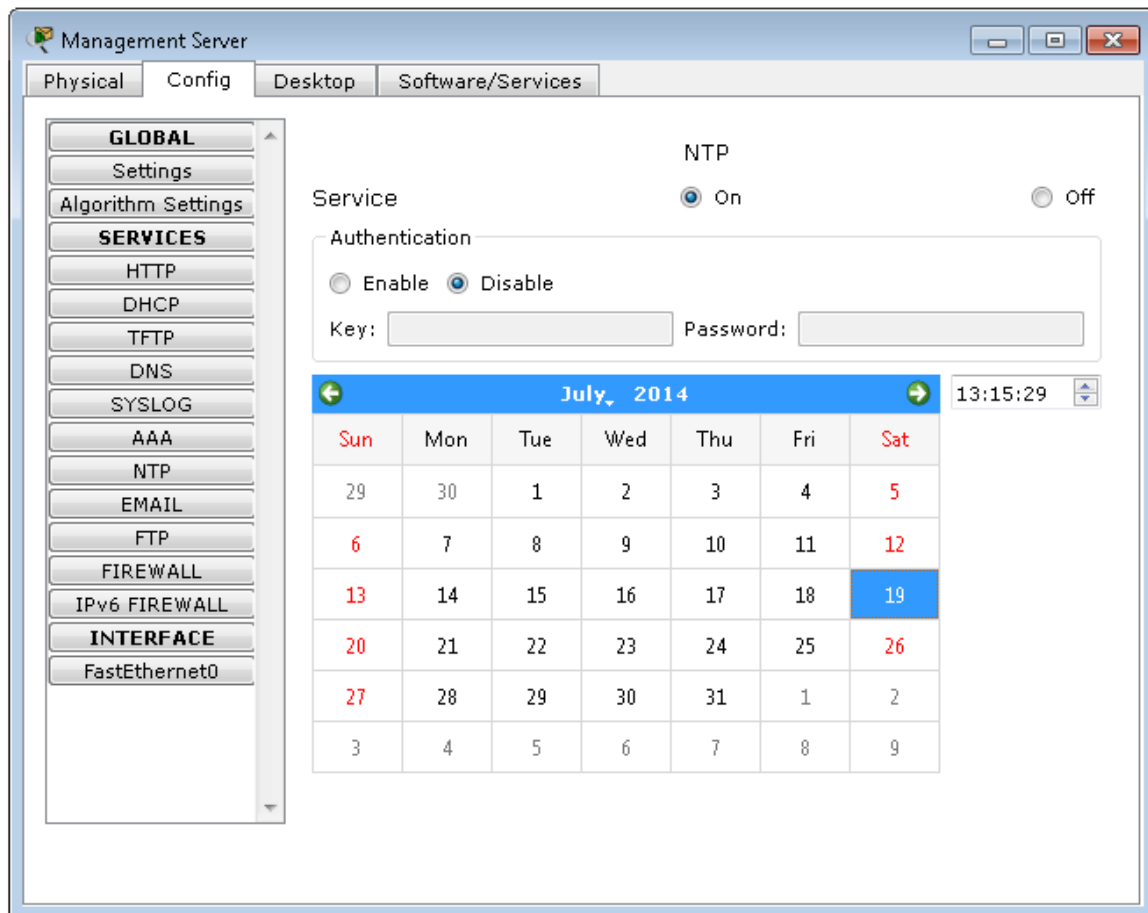 Management Server
Physical Config Desktop Software/Services
GLOBAL
Settings
Algorithm Settings
SERVICES
HTTP
DHCP
TFTP
DNS
SYSLOG
AAA
NTP
EMAIL
FTP
FIREWALL
IPv6 FIREWALL
INTERFACE
FastEthernet0
NTP
Service On Off
Authentication
Enable Disable
Key: Password:
July, 2014 13:15:29
Sun Mon Tue Wed Thu Fri Sat
29 30 1 2 3 4 5
6 7 8 9 10 11 12
13 14 15 16 17 18 19
20 21 22 23 24 25 26
27 28 29 30 31 1 2
3 4 5 6 7 8 9